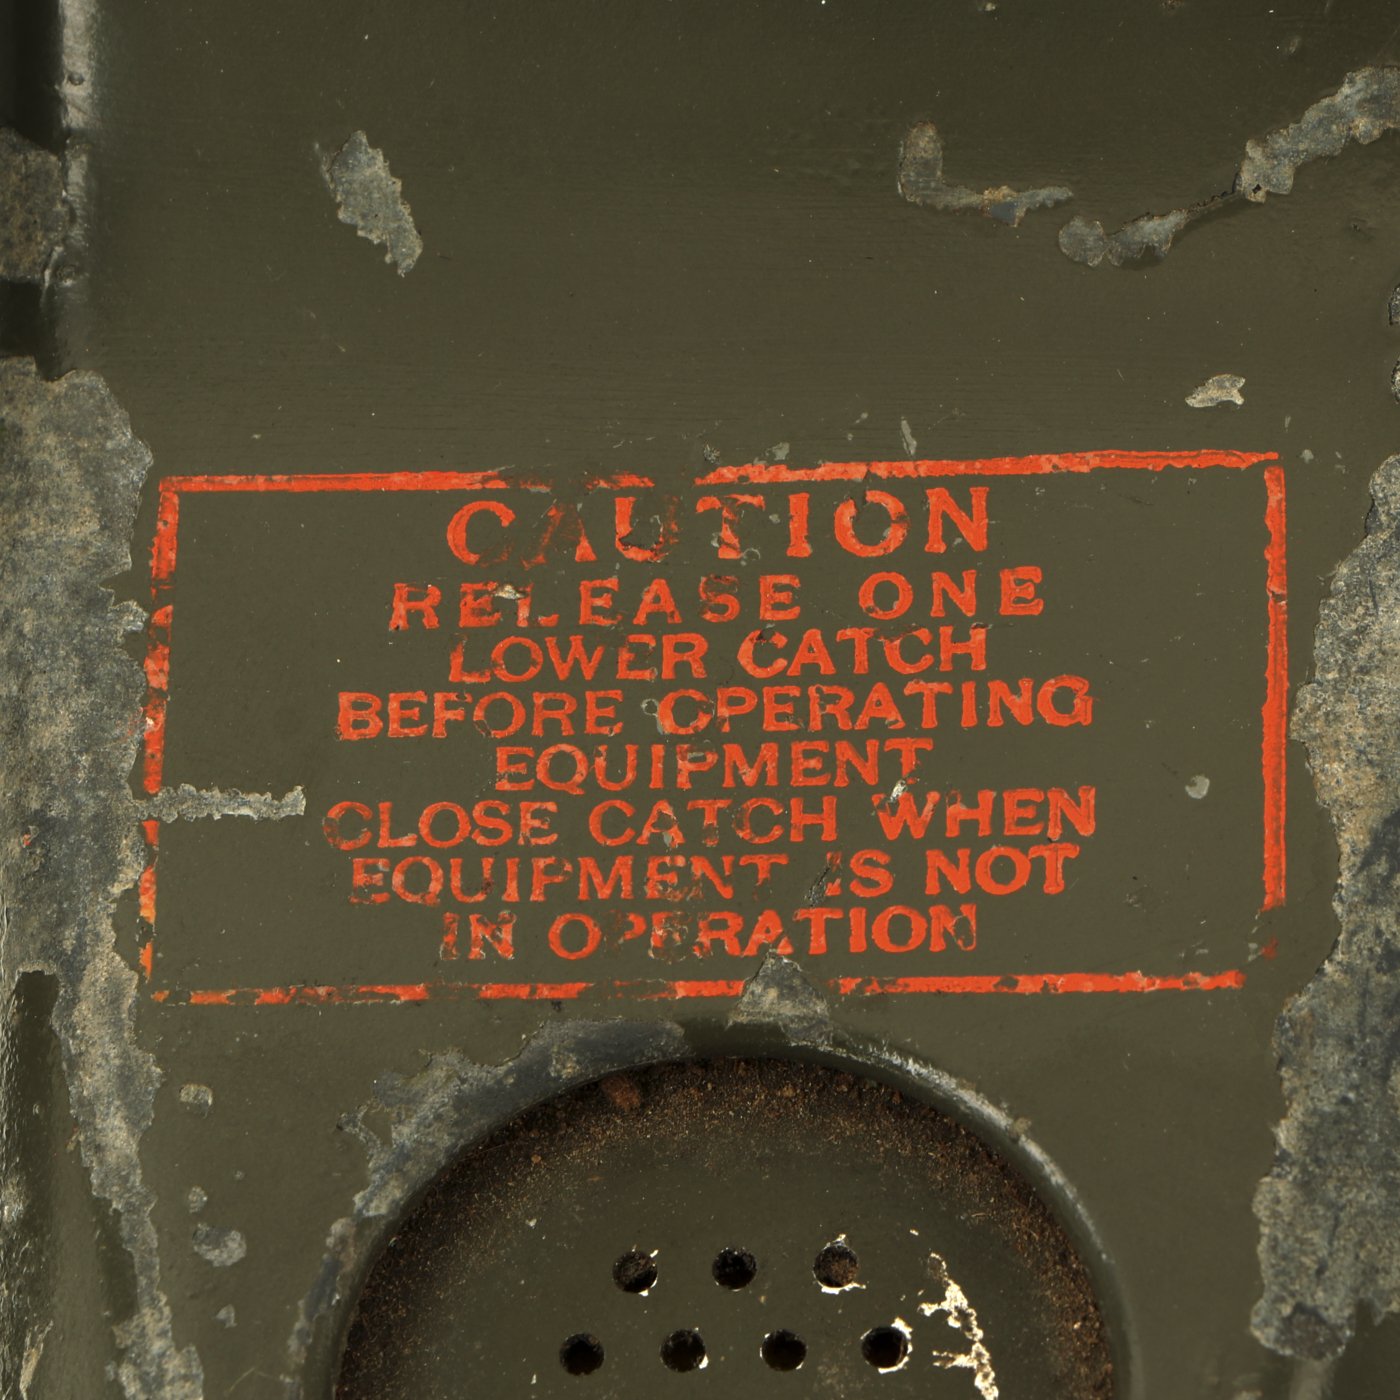 CAUTION
RELEASE ONE
LOWER CATCH
BEFORE OPERATING
EQUIPMENT
CLOSE CATCH WHEN
EQUIPMENT IS NOT
IN OPERATION